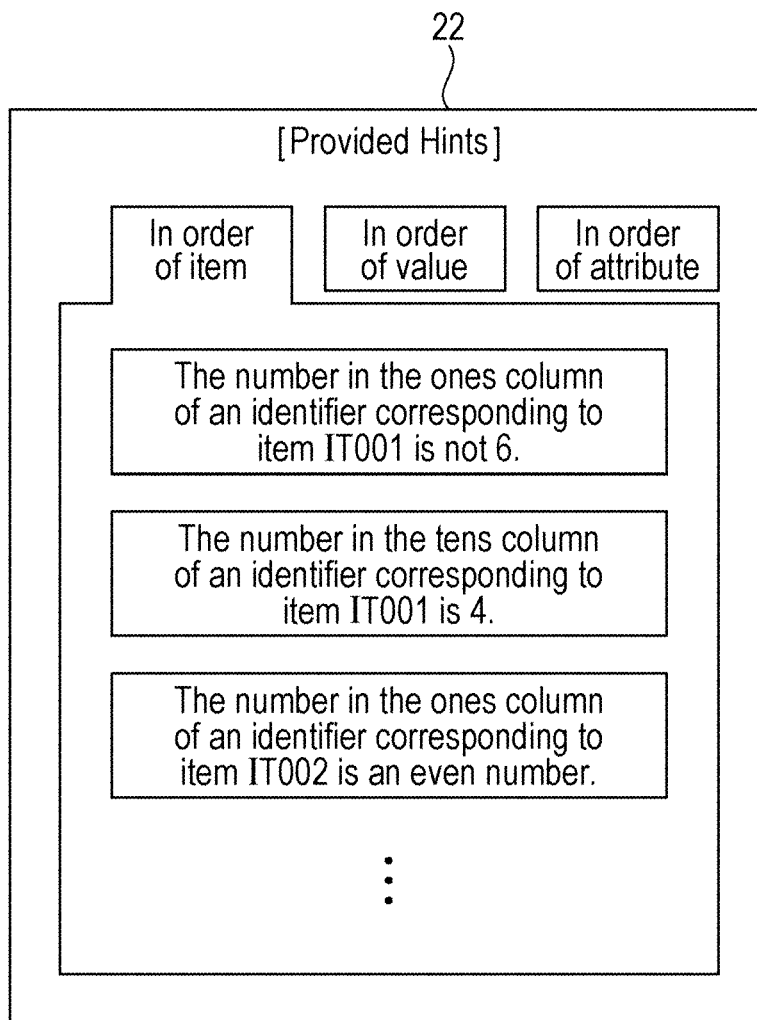 22
[Provided Hints]
In order
of item
In order
of value
In order
of attribute
The number in the ones column
of an identifier corresponding to
item IT001 is not 6.
The number in the tens column
of an identifier corresponding to
item IT001 is 4.
The number in the ones column
of an identifier corresponding to
item IT002 is an even number.